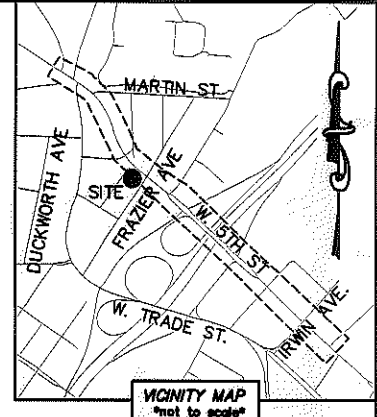 MARTIN ST
DUCKWORTH AVE
FRAZIER AVE
SITE
W. 5TH ST
W. TRADE ST.
IRWIN AVE.
VICINITY MAP
*not to scale*